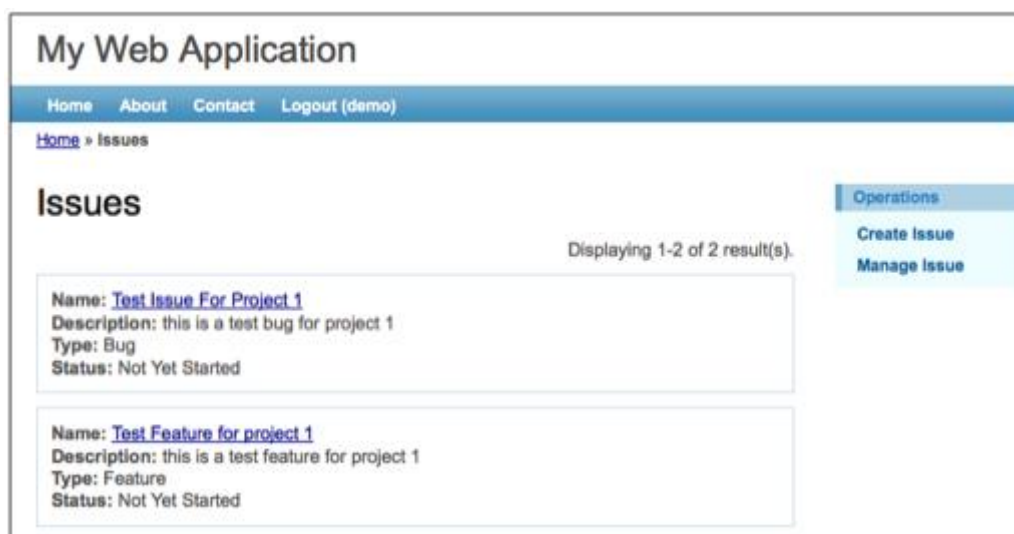 My Web Application
Home About Contact Logout (demo)
Home » Issues
Issues
Displaying 1-2 of 2 result(s).
Name: Test Issue For Project 1
Description: this is a test bug for project 1
Type: Bug
Status: Not Yet Started
Name: Test Feature for project 1
Description: this is a test feature for project 1
Type: Feature
Status: Not Yet Started
Operations
Create Issue
Manage Issue